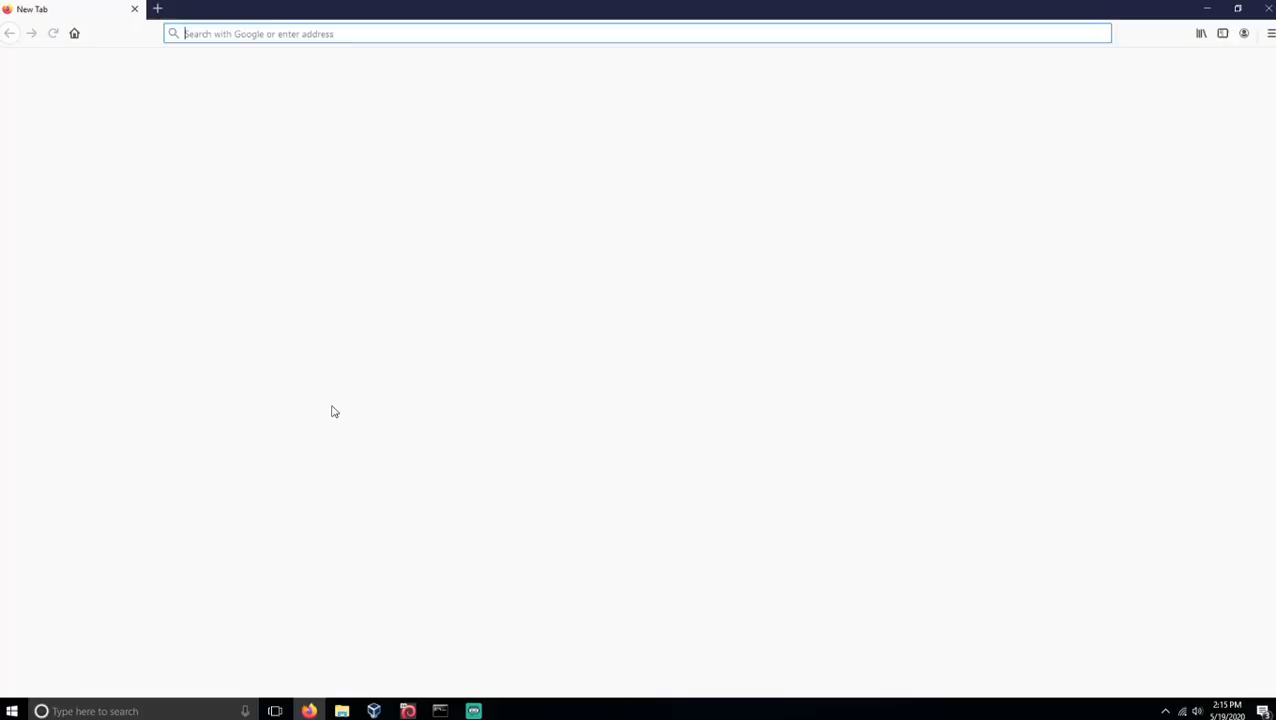 New Tab
Search with Google or enter address
Type here to search
2:15 PM
5/19/2020